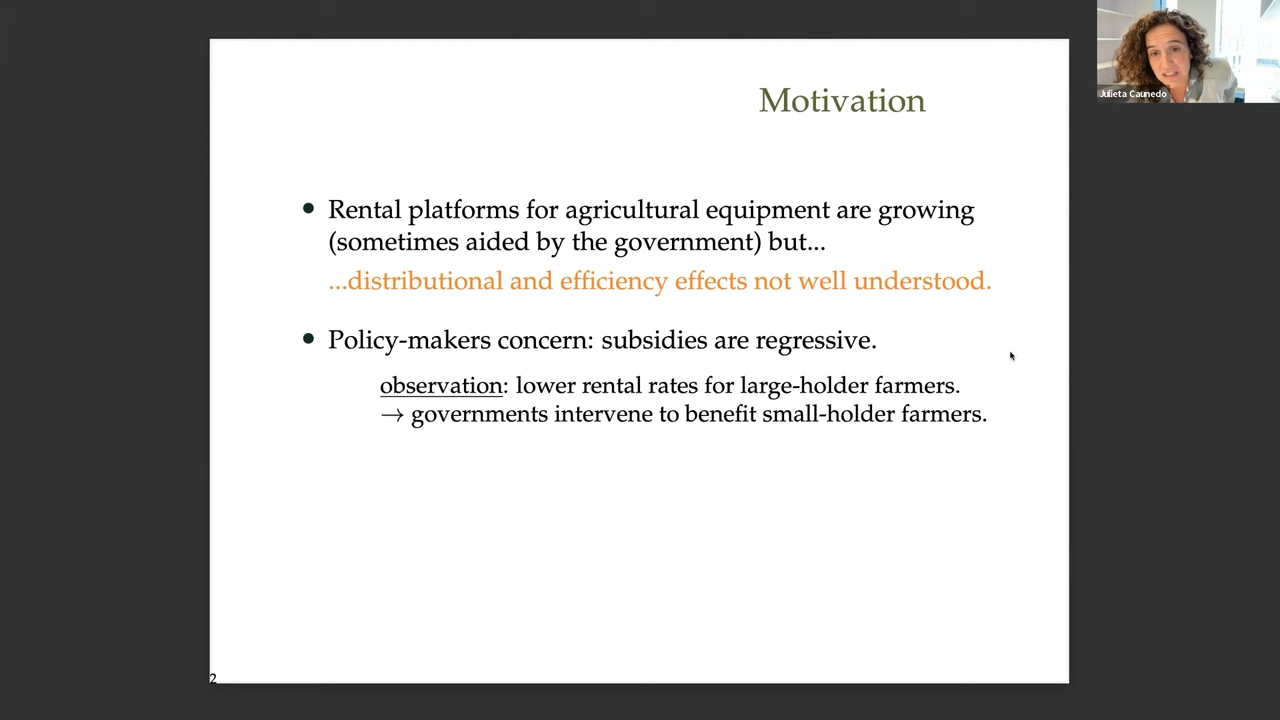 Julieta Caunedo
Motivation
• Rental platforms for agricultural equipment are growing
(sometimes aided by the government) but...
...distributional and efficiency effects not well understood.
• Policy-makers concern: subsidies are regressive.
observation: lower rental rates for large-holder farmers.
→ governments intervene to benefit small-holder farmers.
2